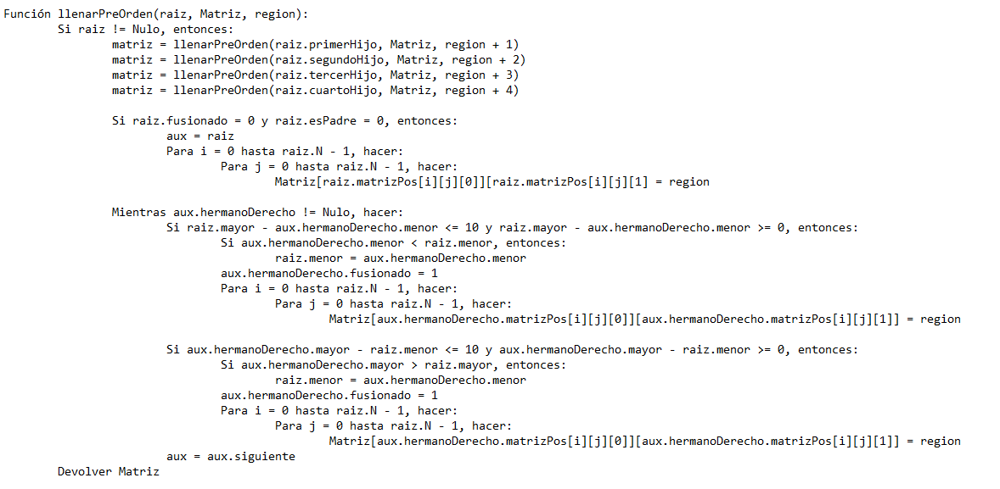 Función llenarPreOrden(raiz, Matriz, region):
Si raiz != Nulo, entonces:
matriz = llenarPreOrden(raiz.primerHijo, Matriz, region + 1)
matriz = llenarPreOrden(raiz.segundoHijo, Matriz, region + 2)
matriz = llenarPreOrden(raiz.tercerHijo, Matriz, region + 3)
matriz = llenarPreOrden(raiz.cuartoHijo, Matriz, region + 4)
Si raiz.fusionado = 0 y raiz.esPadre = 0, entonces:
aux = raiz
Para i = 0 hasta raiz.N - 1, hacer:
Para j = 0 hasta raiz.N - 1, hacer:
Matriz[raiz.matrizPos[i][j][0]][raiz.matrizPos[i][j][1] = region
Mientras aux.hermanoDerecho != Nulo, hacer:
Si raiz.mayor - aux.hermanoDerecho.menor <= 10 y raiz.mayor - aux.hermanoDerecho.menor >= 0, entonces:
Si aux.hermanoDerecho.menor < raiz.menor, entonces:
raiz.menor = aux.hermanoDerecho.menor
aux.hermanoDerecho.fusionado = 1
Para i = 0 hasta raiz.N - 1, hacer:
Para j = 0 hasta raiz.N - 1, hacer:
Matriz[aux.hermanoDerecho.matrizPos[i][j][0]][aux.hermanoDerecho.matrizPos[i][j][1]] = region
Si aux.hermanoDerecho.mayor - raiz.menor <= 10 y aux.hermanoDerecho.mayor - raiz.menor >= 0, entonces:
Si aux.hermanoDerecho.mayor > raiz.mayor, entonces:
raiz.menor = aux.hermanoDerecho.menor
aux.hermanoDerecho.fusionado = 1
Para i = 0 hasta raiz.N - 1, hacer:
Para j = 0 hasta raiz.N - 1, hacer:
Matriz[aux.hermanoDerecho.matrizPos[i][j][0]][aux.hermanoDerecho.matrizPos[i][j][1]] = region
aux = aux.siguiente
Devolver Matriz